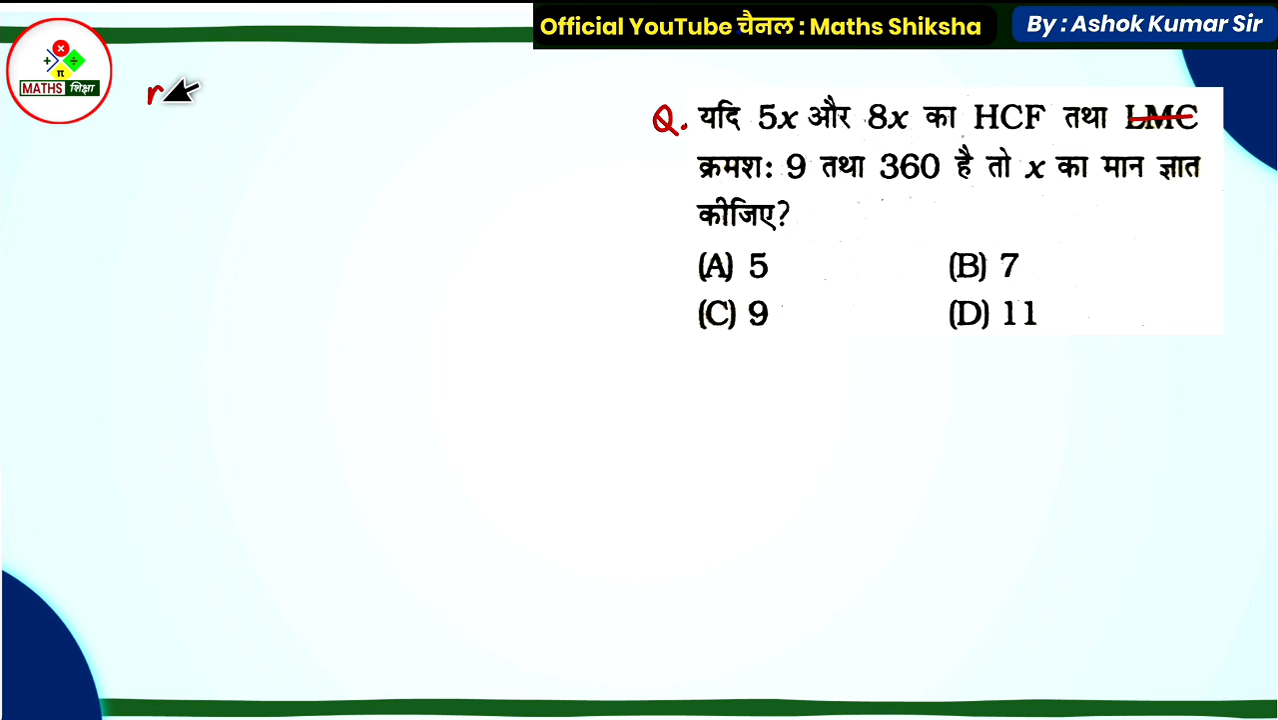 Official YouTube चैनल : Maths Shiksha
By : Ashok Kumar Sir
× + ÷ π
MATHS शिक्षा
r
Q. यदि 5x और 8x का HCF तथा LMC
क्रमश: 9 तथा 360 है तो x का मान ज्ञात
कीजिए?
(A) 5 (B) 7
(C) 9 (D) 11